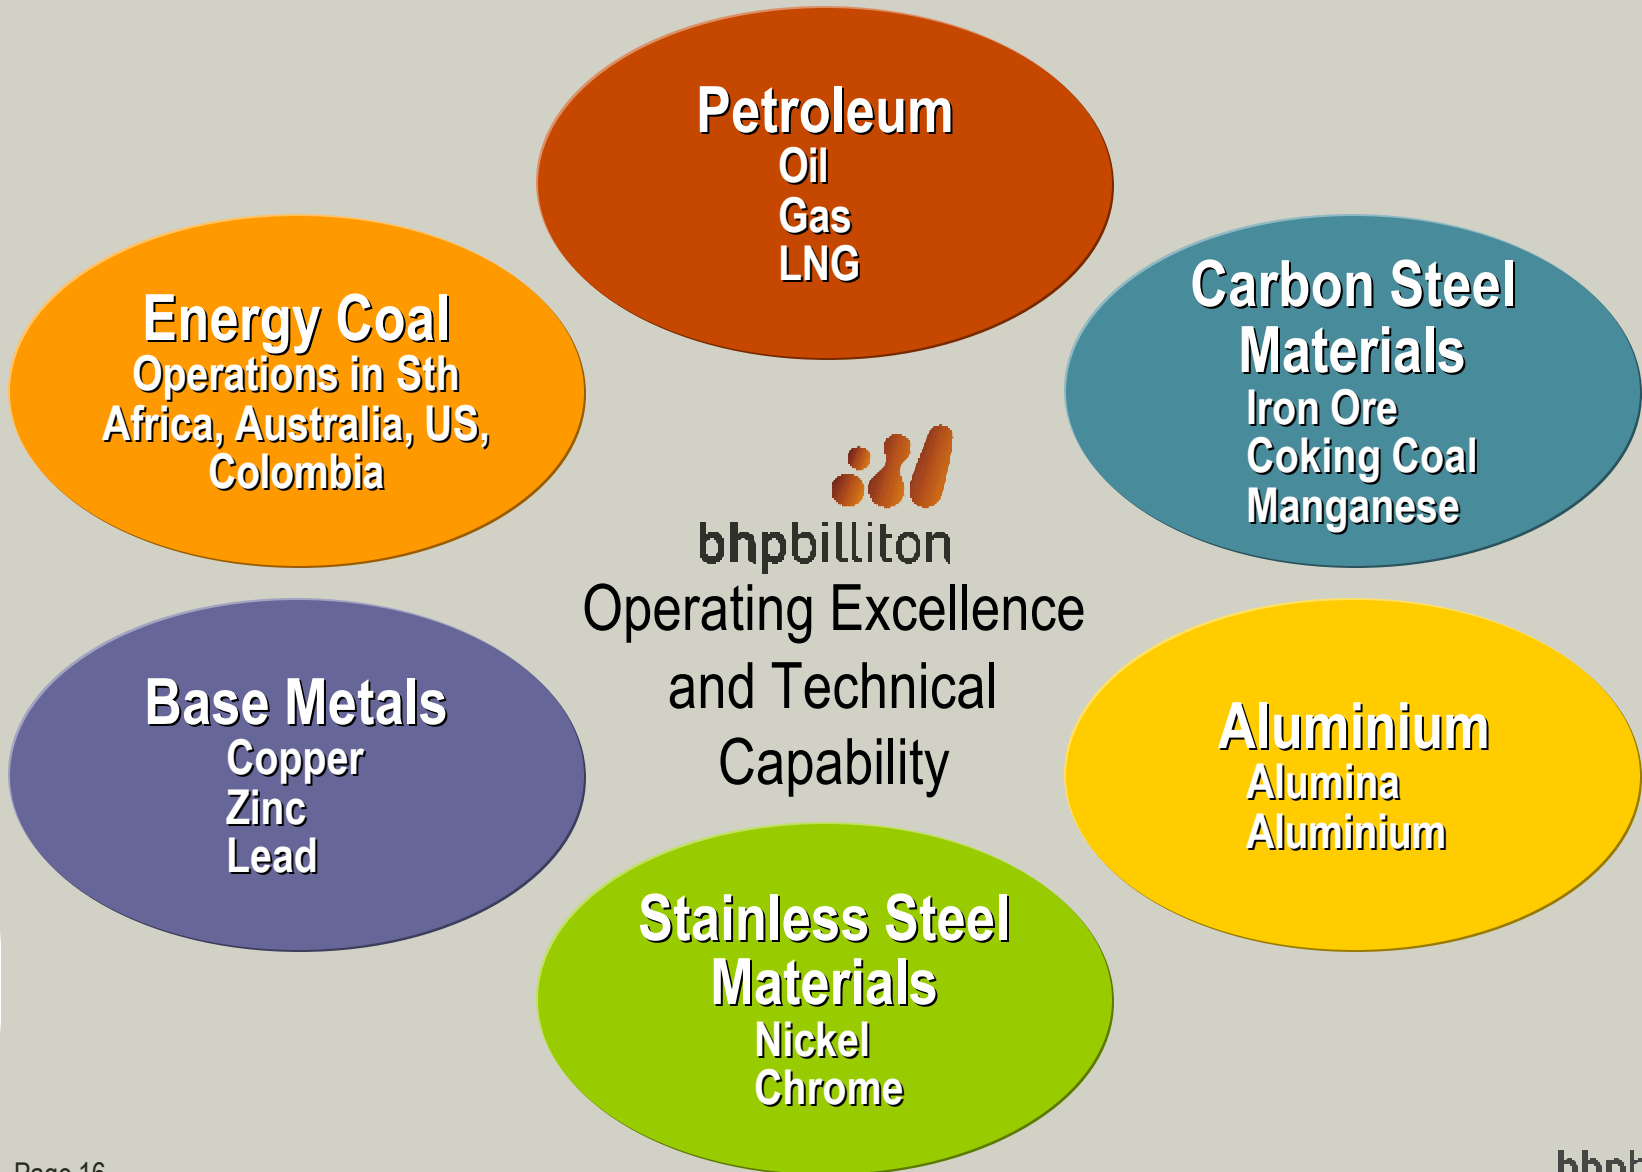 Petroleum
Oil
Gas
LNG
Energy Coal
Operations in Sth
Africa, Australia, US,
Colombia
Carbon Steel
Materials
Iron Ore
Coking Coal
Manganese
bhpbilliton
Operating Excellence
and Technical
Capability
Base Metals
Copper
Zinc
Lead
Aluminium
Alumina
Aluminium
Stainless Steel
Materials
Nickel
Chrome
Page 16